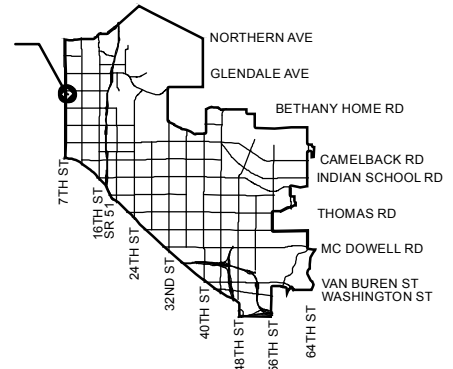 NORTHERN AVE
GLENDALE AVE
BETHANY HOME RD
CAMELBACK RD
INDIAN SCHOOL RD
THOMAS RD
MC DOWELL RD
VAN BUREN ST
WASHINGTON ST
7TH ST
16TH ST
SR 51
24TH ST
32ND ST
40TH ST
48TH ST
56TH ST
64TH ST